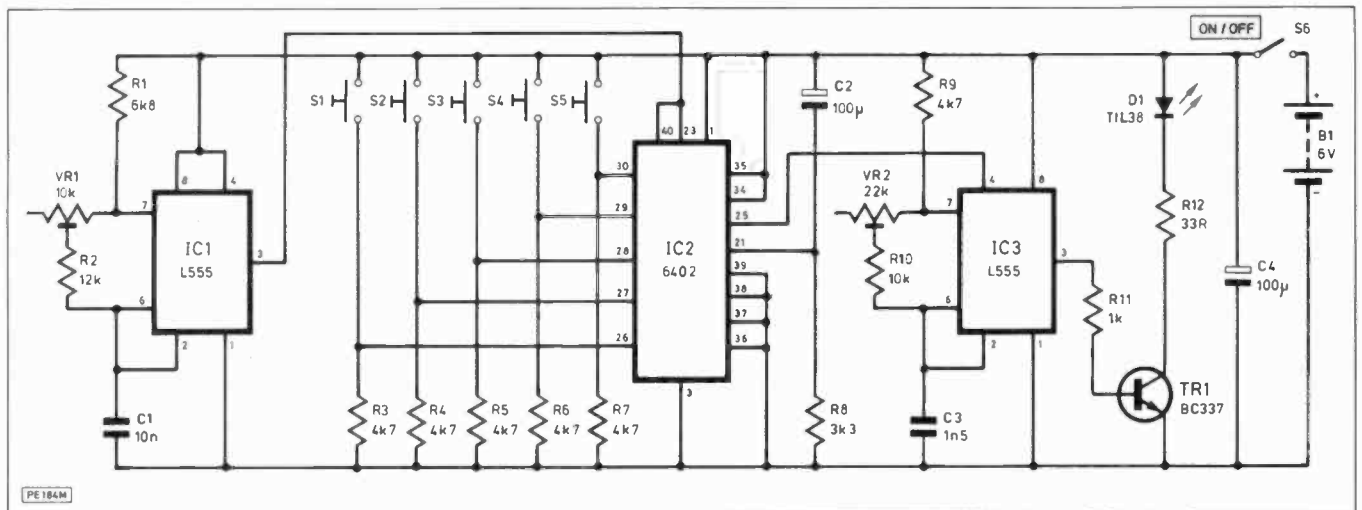 ON / OFF
S6
R1
6k8
S1
S2
S3
S4
S5
40
23
1
C2
100µ
R9
4k7
D1
TIL38
+
B1
6V
-
VR1
10k
8
4
7
IC1
L555
3
R2
12k
6
2
1
C1
10n
30
29
28
27
26
IC2
6402
35
34
25
21
39
38
37
36
3
VR2
22k
4
8
7
IC3
L555
3
R10
10k
6
2
1
R11
1k
R12
33R
C4
100µ
TR1
BC337
R3
4k7
R4
4k7
R5
4k7
R6
4k7
R7
4k7
R8
3k3
C3
1n5
PE184M